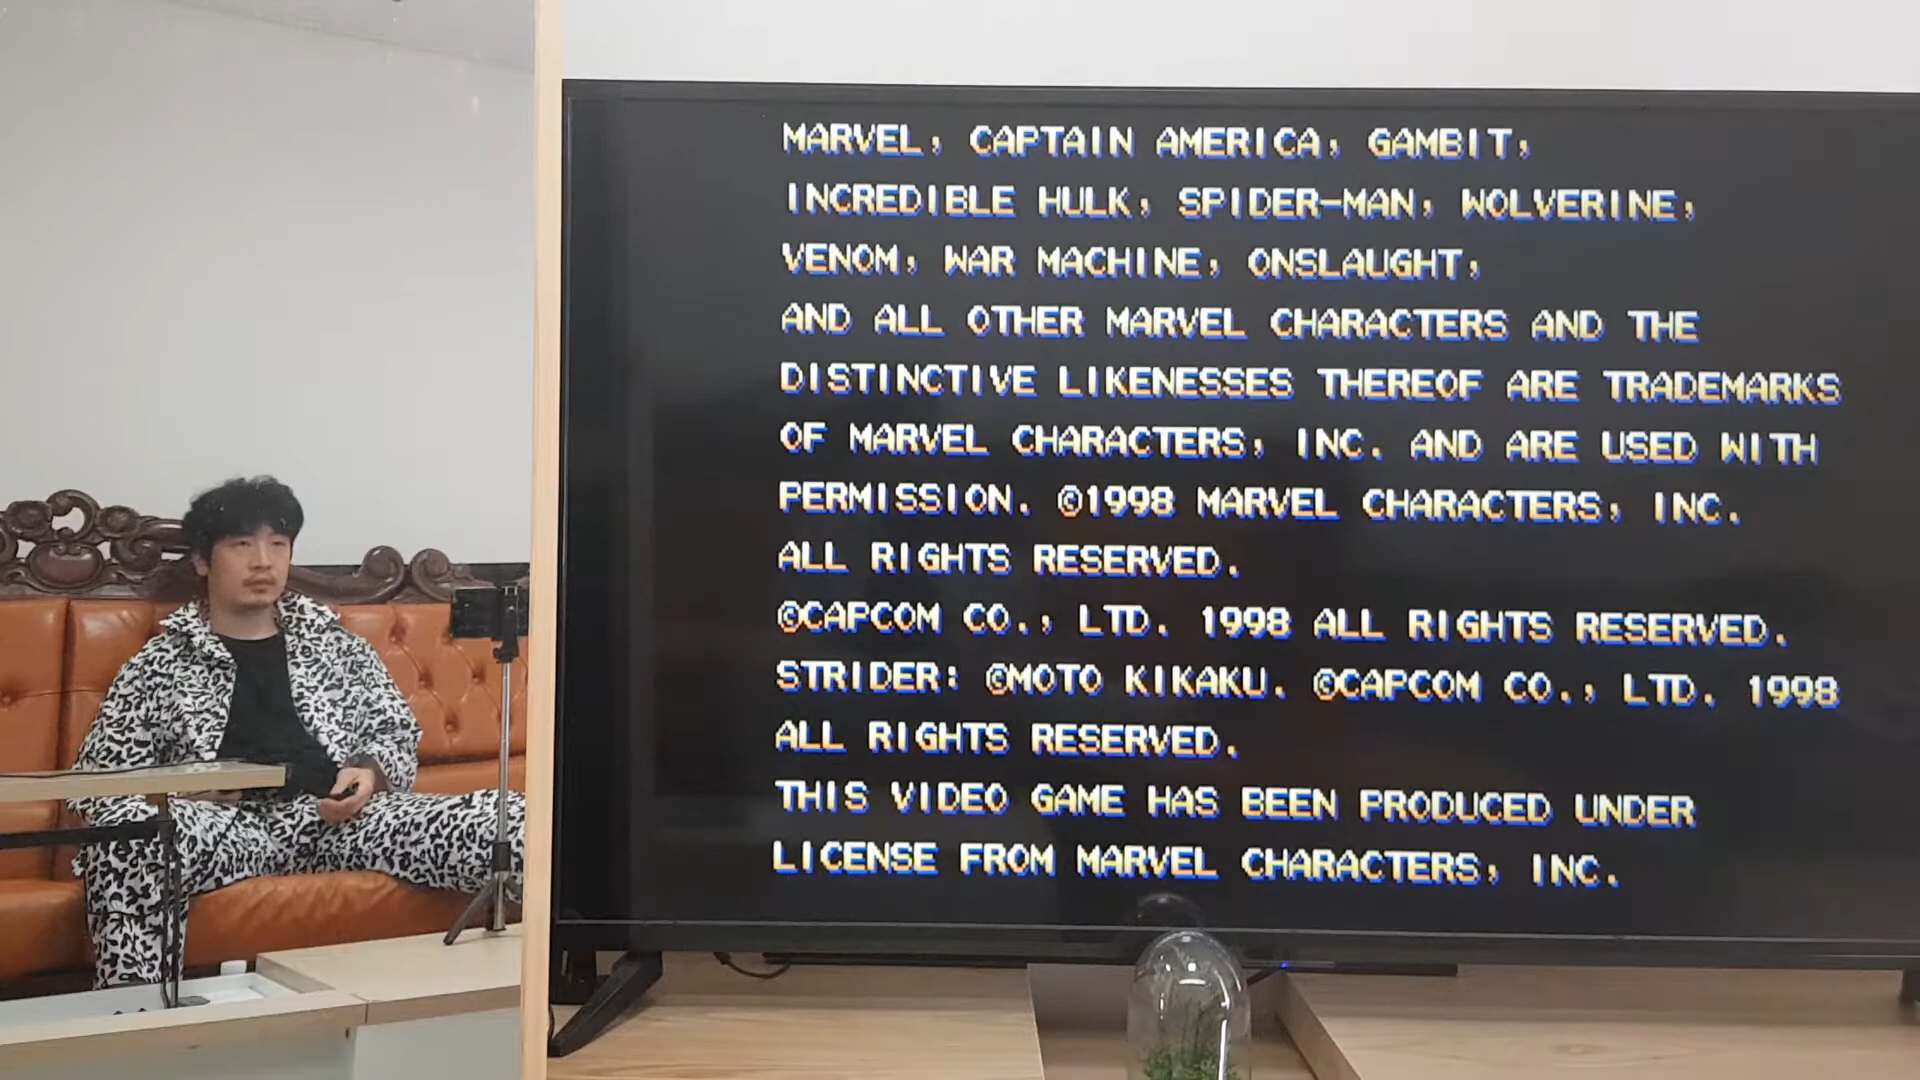 MARVEL, CAPTAIN AMERICA, GAMBIT,
INCREDIBLE HULK, SPIDER-MAN, WOLVERINE,
VENOM, WAR MACHINE, ONSLAUGHT,
AND ALL OTHER MARVEL CHARACTERS AND THE
DISTINCTIVE LIKENESSES THEREOF ARE TRADEMARKS
OF MARVEL CHARACTERS, INC. AND ARE USED WITH
PERMISSION. ©1998 MARVEL CHARACTERS, INC.
ALL RIGHTS RESERVED.
©CAPCOM CO., LTD. 1998 ALL RIGHTS RESERVED.
STRIDER: ©MOTO KIKAKU. ©CAPCOM CO., LTD. 1998
ALL RIGHTS RESERVED.
THIS VIDEO GAME HAS BEEN PRODUCED UNDER
LICENSE FROM MARVEL CHARACTERS, INC.